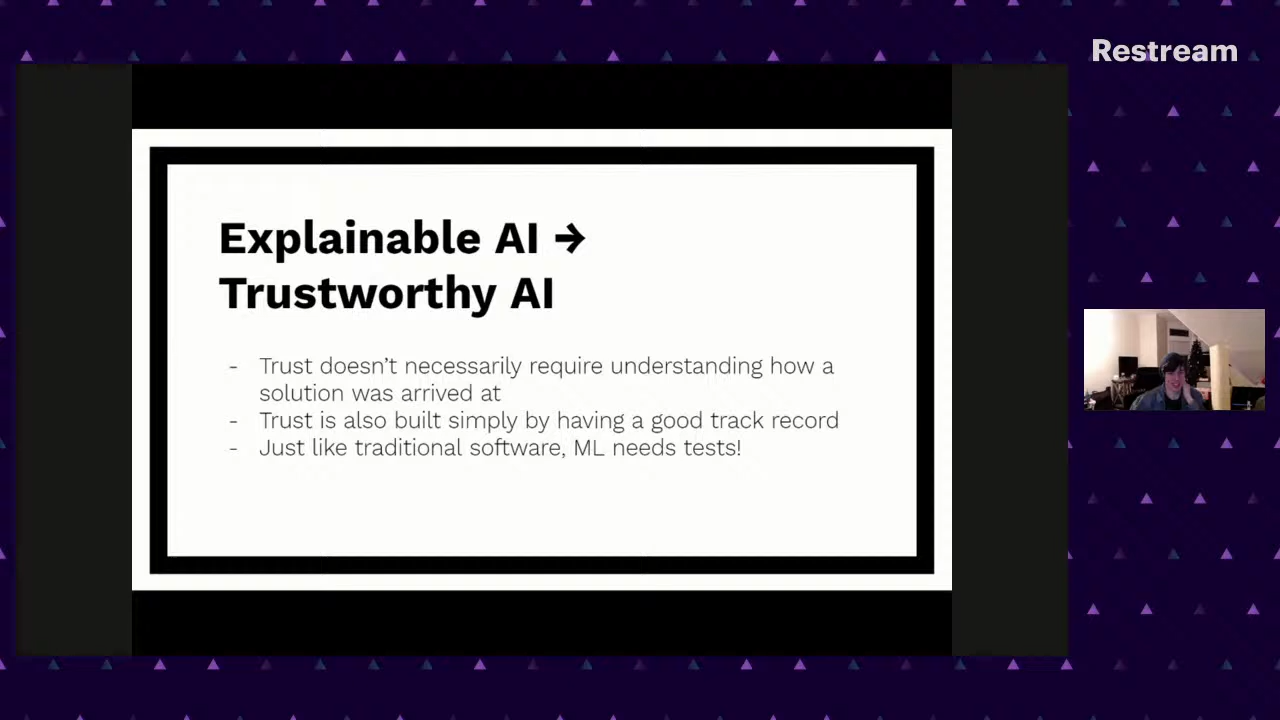 Restream
Explainable AI →
Trustworthy AI
- Trust doesn’t necessarily require understanding how a
solution was arrived at
- Trust is also built simply by having a good track record
- Just like traditional software, ML needs tests!